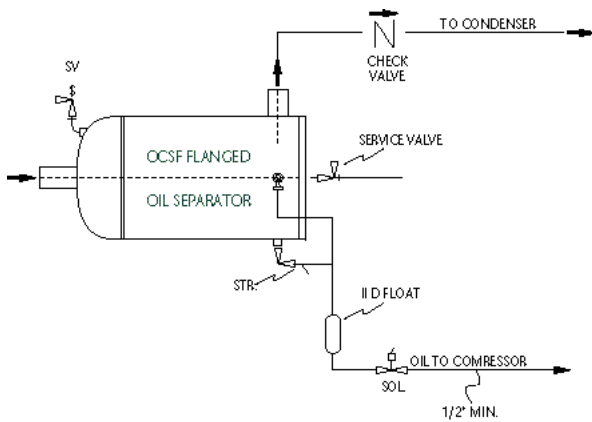 TO CONDENSER
CHECK
VALVE
SV
S
SERVICE VALVE
OCSF FLANGED
OIL SEPARATOR
STR.
II D FLOAT
OIL TO COMRESSOR
SOL.
1/2" MIN.